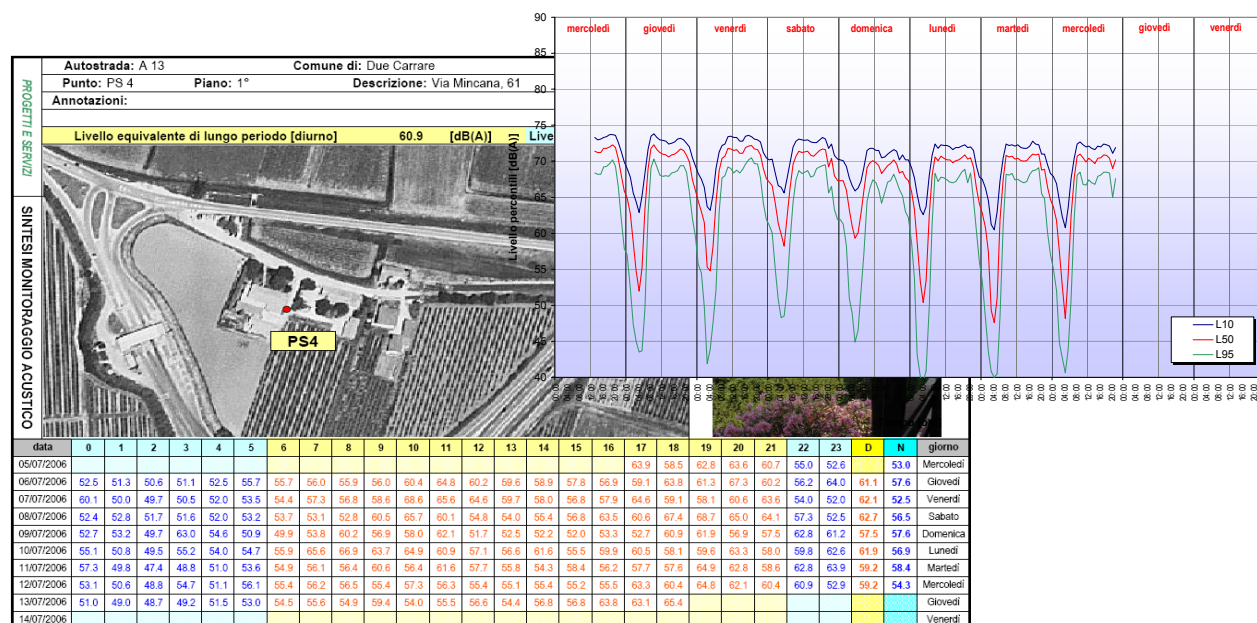 PROGETTI E SERVIZI
SINTESI MONITORAGGIO ACUSTICO
Autostrada: A 13 Comune di: Due Carrare
Punto: PS 4 Piano: 1° Descrizione: Via Mincana, 61
Annotazioni:
Livello equivalente di lungo periodo [diurno] 60.9 [dB(A)] Live
PS4
Livello percentili [dB(A)]
mercoledì giovedì venerdì sabato domenica lunedì martedì mercoledì giovedì venerdì
90
85
80
75
70
65
60
55
50
45
40
L10
L50
L95
data 0 1 2 3 4 5 6 7 8 9 10 11 12 13 14 15 16 17 18 19 20 21 22 23 D N giorno
05/07/2006 63.9 58.5 62.8 63.6 60.7 55.0 52.6 53.0 Mercoledí
06/07/2006 52.5 51.3 50.6 51.1 52.5 55.7 55.7 56.0 55.9 56.0 60.4 64.8 60.2 59.6 58.9 57.8 56.9 59.1 63.8 61.3 67.3 60.2 56.2 64.0 61.1 57.6 Giovedí
07/07/2006 60.1 50.0 49.7 50.5 52.0 53.5 54.4 57.3 56.8 58.6 68.6 65.6 64.6 59.7 58.0 56.8 57.9 64.6 59.1 58.1 60.6 63.6 54.0 52.0 62.1 52.5 Venerdí
08/07/2006 52.4 52.8 51.7 51.6 52.0 53.2 53.7 53.1 52.8 60.5 65.7 60.1 54.8 54.0 55.4 56.8 63.5 60.6 67.4 68.7 65.0 64.1 57.3 52.5 62.7 56.5 Sabato
09/07/2006 52.7 53.2 49.7 63.0 54.6 50.9 49.9 53.8 60.2 56.9 58.0 62.1 51.7 52.5 52.2 52.0 53.3 52.7 60.9 61.9 56.9 57.5 62.8 61.2 57.5 57.6 Domenica
10/07/2006 55.1 50.8 49.5 55.2 54.0 54.7 55.9 65.6 66.9 63.7 64.9 60.9 57.1 56.6 61.6 55.5 59.9 60.5 58.1 59.6 63.3 58.0 59.8 62.6 61.9 56.9 Lunedí
11/07/2006 57.3 50.8 47.4 48.8 51.0 53.6 54.9 56.1 56.4 60.6 56.4 61.6 57.7 55.8 54.3 58.4 56.2 57.7 57.6 64.9 62.8 58.6 62.8 63.9 59.2 58.4 Martedí
12/07/2006 53.1 50.6 48.8 54.7 51.1 56.1 55.4 56.2 56.5 55.4 57.3 56.3 55.4 55.1 55.4 55.2 55.5 63.3 60.4 64.8 62.1 60.4 60.9 52.9 59.2 54.3 Mercoledí
13/07/2006 51.0 49.0 48.7 49.2 51.5 53.0 54.5 55.6 54.9 59.4 54.0 55.5 56.6 54.4 56.8 56.8 63.8 63.1 65.4 Giovedí
14/07/2006 Venerdí